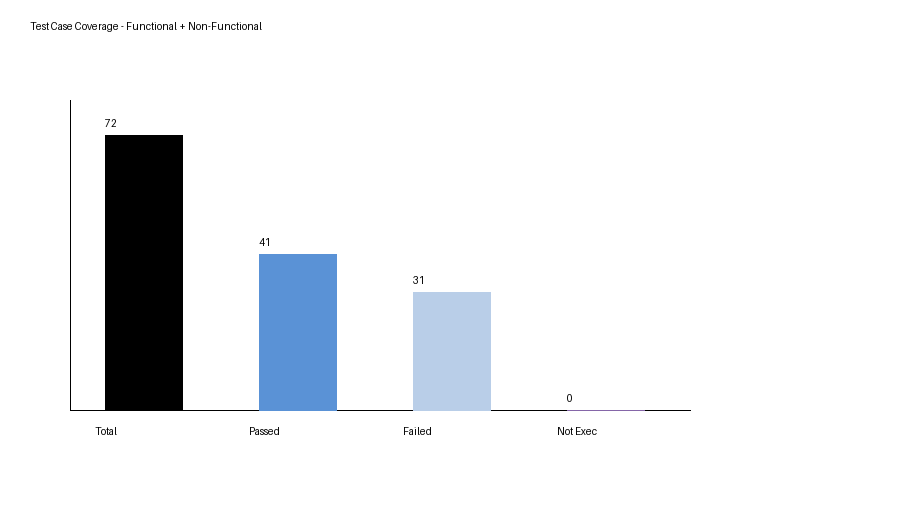 Test Case Coverage - Functional + Non-Functional
72
41
31
0
Total
Passed
Failed
Not Exec